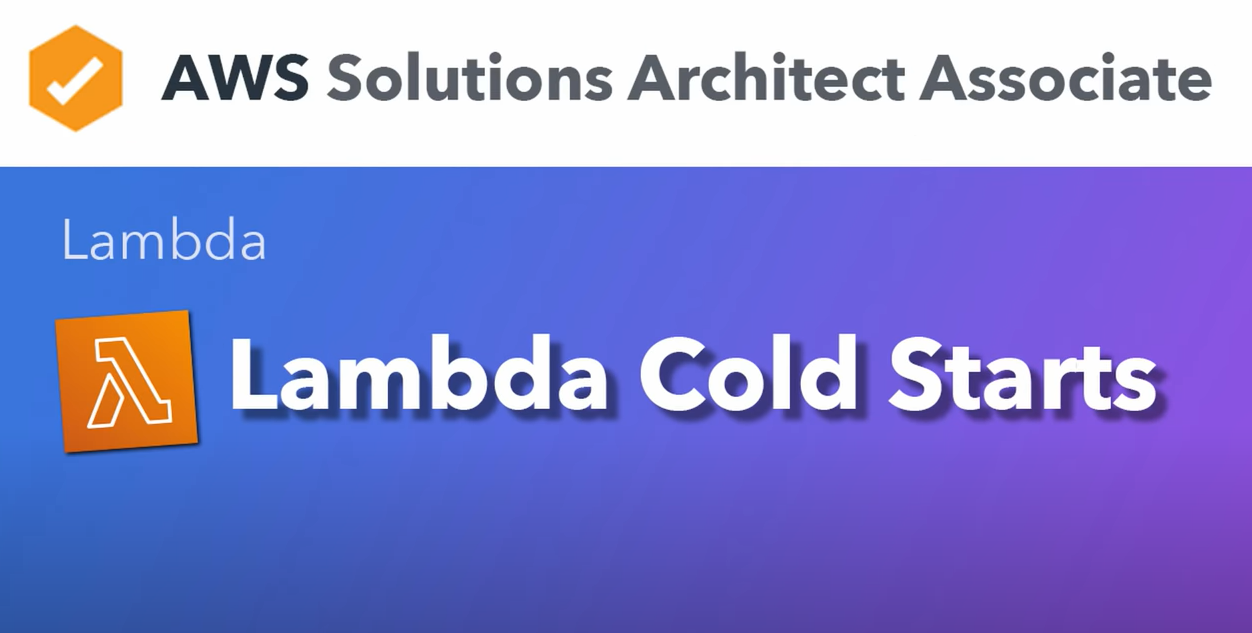 AWS Solutions Architect Associate
Lambda
Lambda Cold Starts